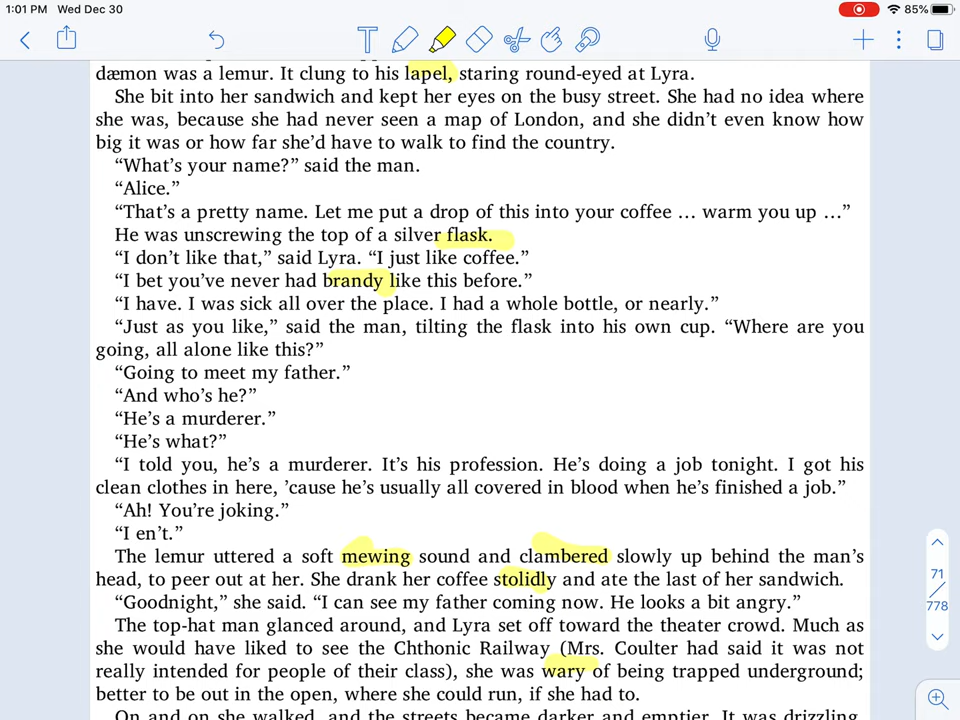 1:01 PM Wed Dec 30
85%
dæmon was a lemur. It clung to his lapel, staring round-eyed at Lyra.
She bit into her sandwich and kept her eyes on the busy street. She had no idea where
she was, because she had never seen a map of London, and she didn’t even know how
big it was or how far she’d have to walk to find the country.
“What’s your name?” said the man.
“Alice.”
“That’s a pretty name. Let me put a drop of this into your coffee … warm you up …”
He was unscrewing the top of a silver flask.
“I don’t like that,” said Lyra. “I just like coffee.”
“I bet you’ve never had brandy like this before.”
“I have. I was sick all over the place. I had a whole bottle, or nearly.”
“Just as you like,” said the man, tilting the flask into his own cup. “Where are you
going, all alone like this?”
“Going to meet my father.”
“And who’s he?”
“He’s a murderer.”
“He’s what?”
“I told you, he’s a murderer. It’s his profession. He’s doing a job tonight. I got his
clean clothes in here, ’cause he’s usually all covered in blood when he’s finished a job.”
“Ah! You’re joking.”
“I en’t.”
The lemur uttered a soft mewing sound and clambered slowly up behind the man’s
head, to peer out at her. She drank her coffee stolidly and ate the last of her sandwich.
“Goodnight,” she said. “I can see my father coming now. He looks a bit angry.”
The top-hat man glanced around, and Lyra set off toward the theater crowd. Much as
she would have liked to see the Chthonic Railway (Mrs. Coulter had said it was not
really intended for people of their class), she was wary of being trapped underground;
better to be out in the open, where she could run, if she had to.
On and on she walked, and the streets became darker and emptier. It was drizzling,
71
/
778